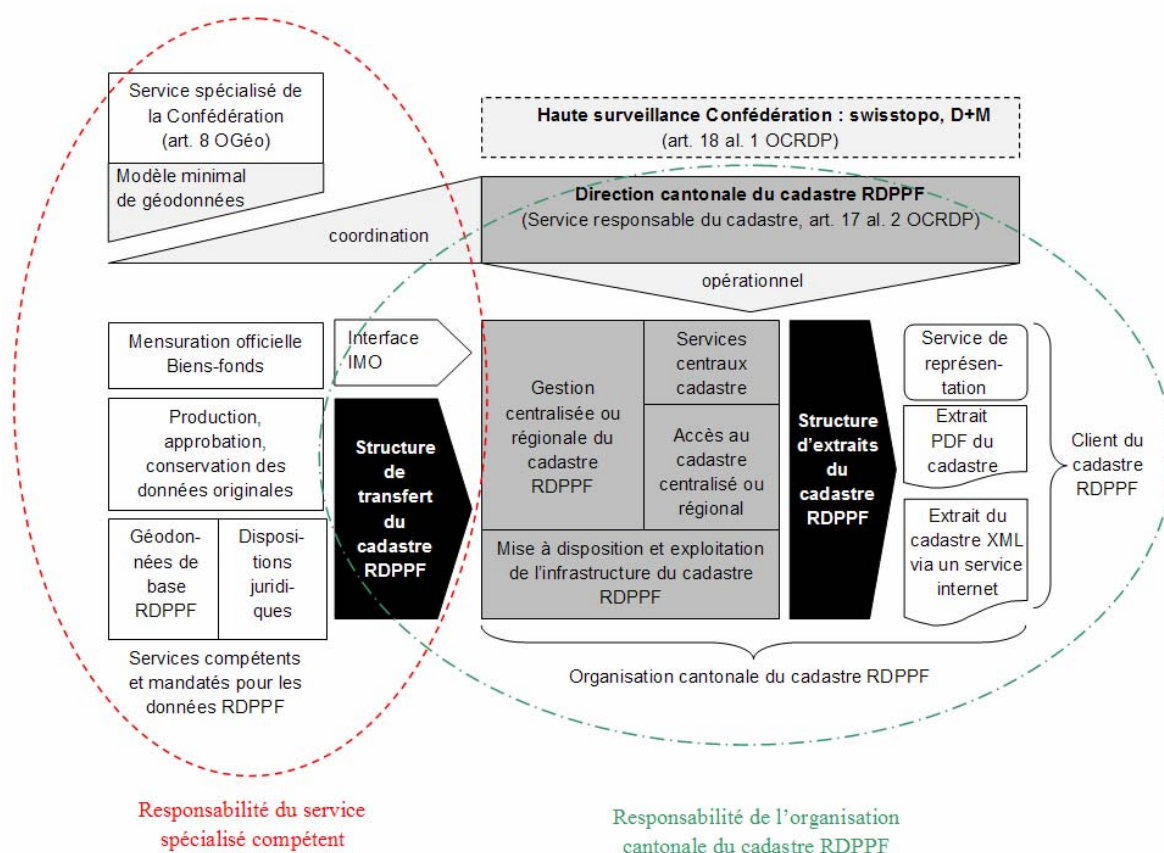 Service spécialisé de
la Confédération
(art. 8 OGéo)
Modèle minimal
de géodonnées
Haute surveillance Confédération : swisstopo, D+M
(art. 18 al. 1 OCRDP)
Direction cantonale du cadastre RDPPF
(Service responsable du cadastre, art. 17 al. 2 OCRDP)
coordination
opérationnel
Mensuration officielle
Biens-fonds
Interface
IMO
Production,
approbation,
conservation des
données originales
Géodon-
nées de
base
RDPPF
Disposi-
tions
juridiques
Services compétents
et mandatés pour les
données RDPPF
Structure
de
transfert
du
cadastre
RDPPF
Gestion
centralisée ou
régionale du
cadastre
RDPPF
Services
centraux
cadastre
Accès au
cadastre
centralisé ou
régional
Mise à disposition et exploitation
de l'infrastructure du cadastre
RDPPF
Structure
d'extraits
du
cadastre
RDPPF
Service de
représen-
tation
Extrait
PDF du
cadastre
Extrait du
cadastre XML
via un service
internet
Client du
cadastre
RDPPF
Organisation cantonale du cadastre RDPPF
Responsabilité du service
spécialisé compétent
Responsabilité de l'organisation
cantonale du cadastre RDPPF